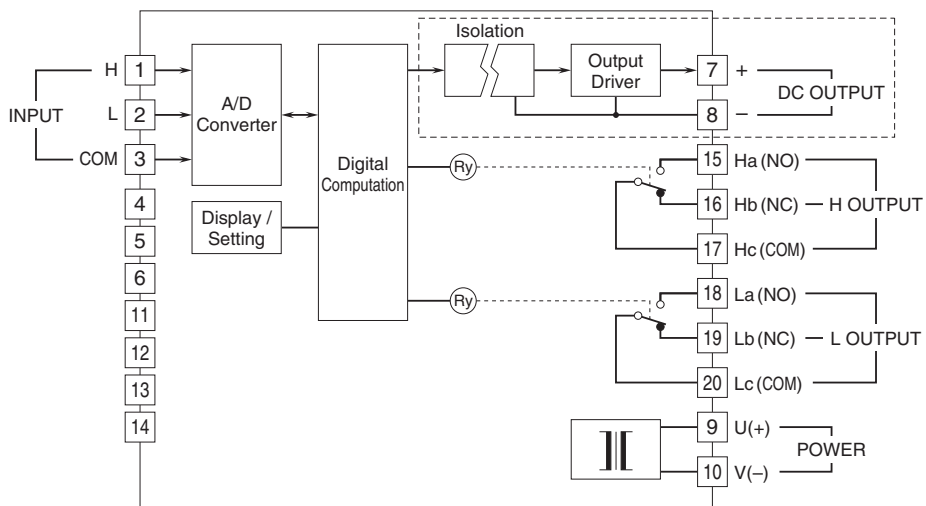 Isolation
H 1
L 2
COM 3
INPUT
4
5
6
11
12
13
14
A/D
Converter
Display /
Setting
Digital
Computation
Output
Driver
7 +
8 –
DC OUTPUT
Ry
15 Ha (NO)
16 Hb (NC)
17 Hc (COM)
H OUTPUT
Ry
18 La (NO)
19 Lb (NC)
20 Lc (COM)
L OUTPUT
9 U(+)
10 V(–)
POWER